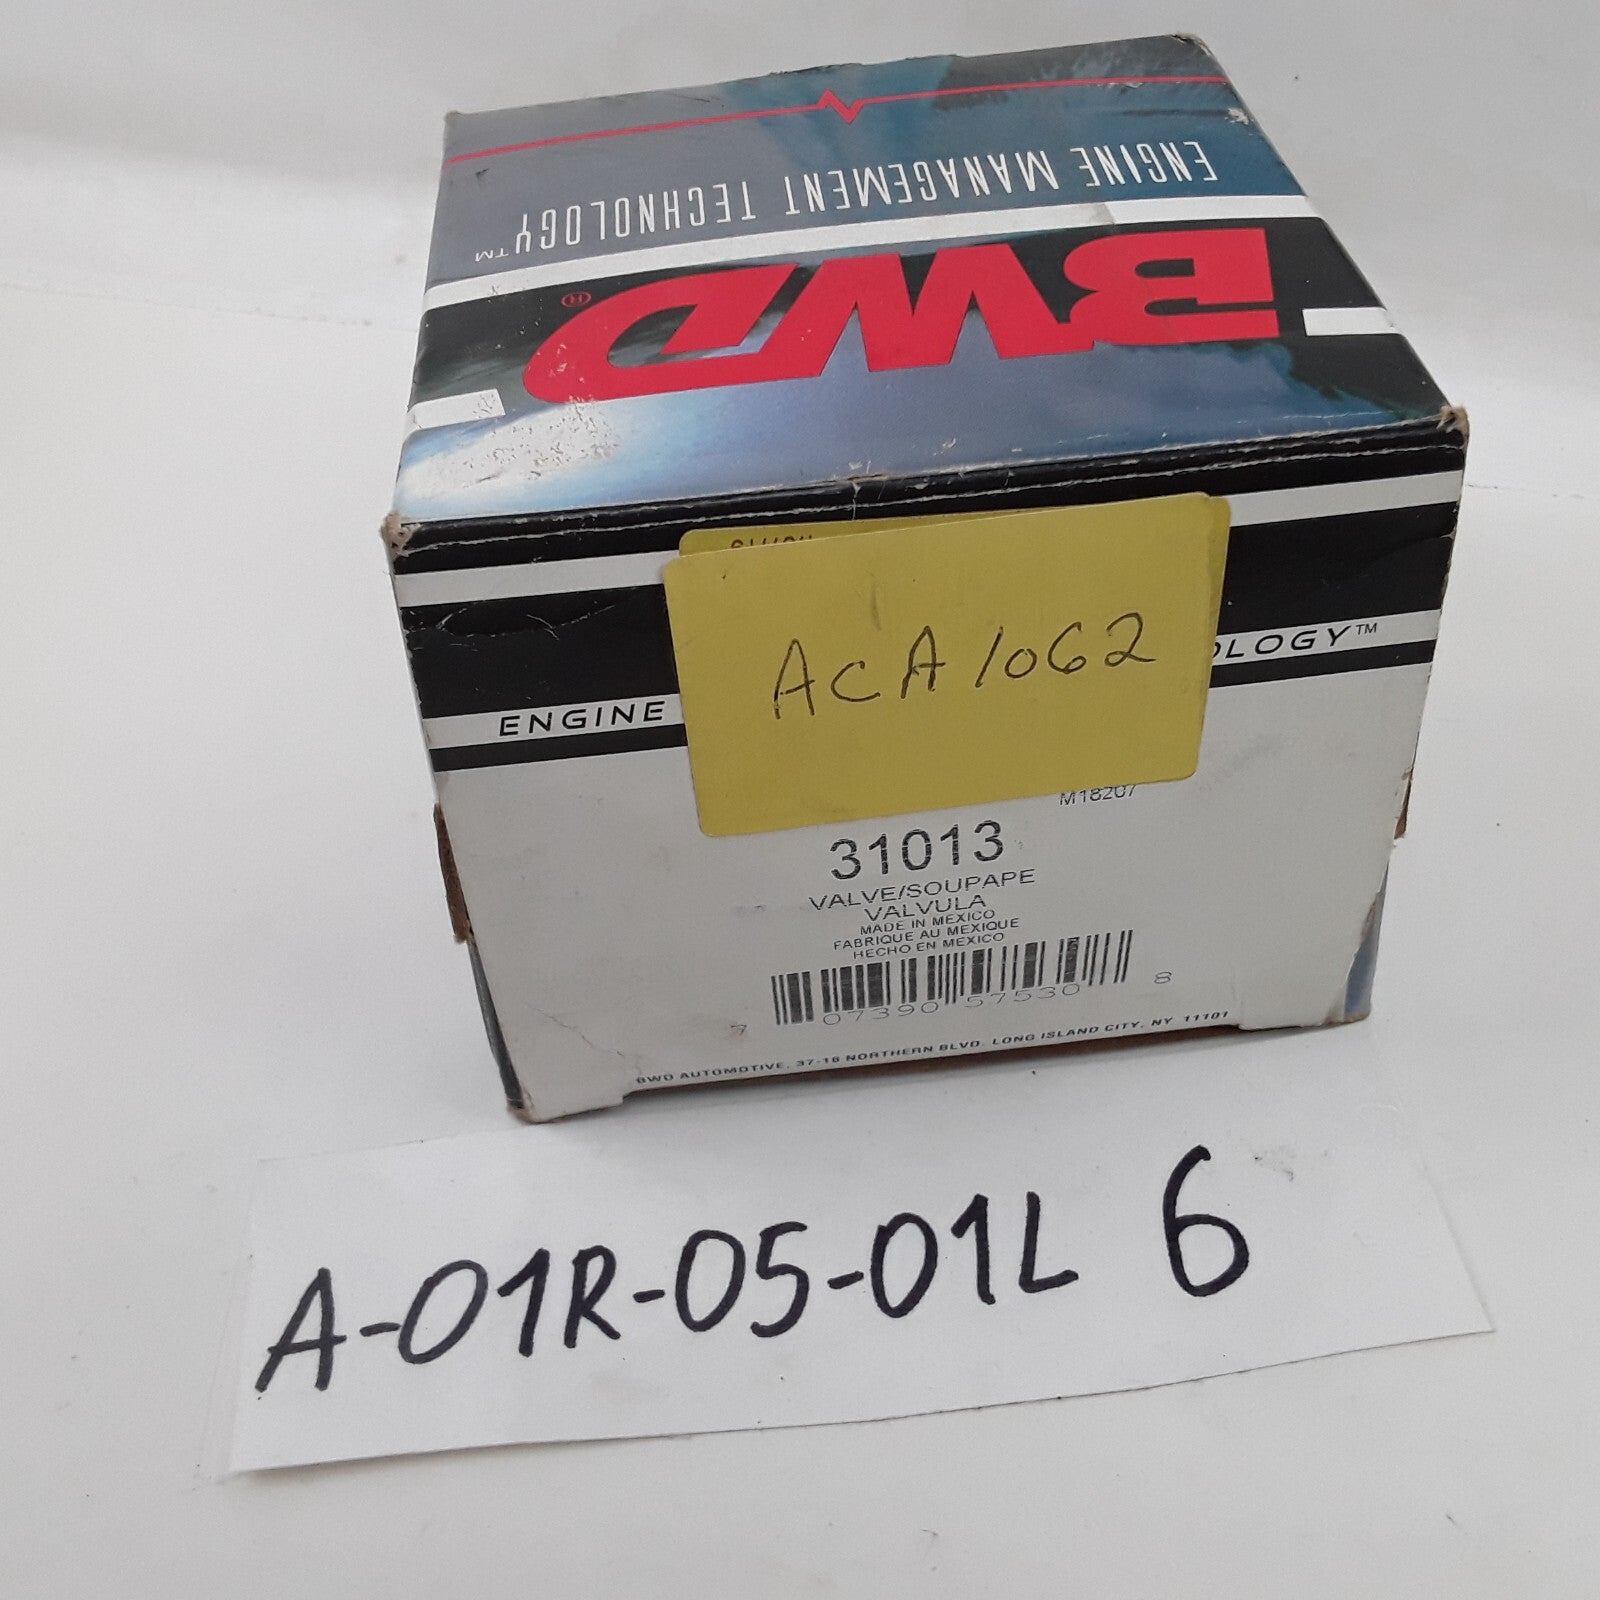 ENGINE MANAGEMENT TECHNOLOGY™
BWD®
ENGINE OLOGY™
ACA1062
M18207
31013
VALVE/SOUPAPE
VALVULA
MADE IN MEXICO
FABRIQUE AU MEXIQUE
HECHO EN MEXICO
7 07390 57530 8
BWD AUTOMOTIVE, 37-18 NORTHERN BLVD. LONG ISLAND CITY, NY 11101
A-01R-05-01L 6